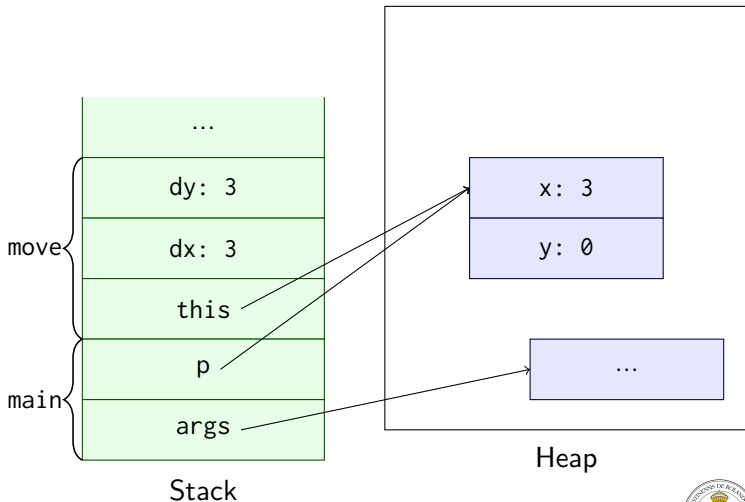 ...
dy: 3
dx: 3
this
p
args
move
main
Stack
x: 3
y: 0
...
Heap